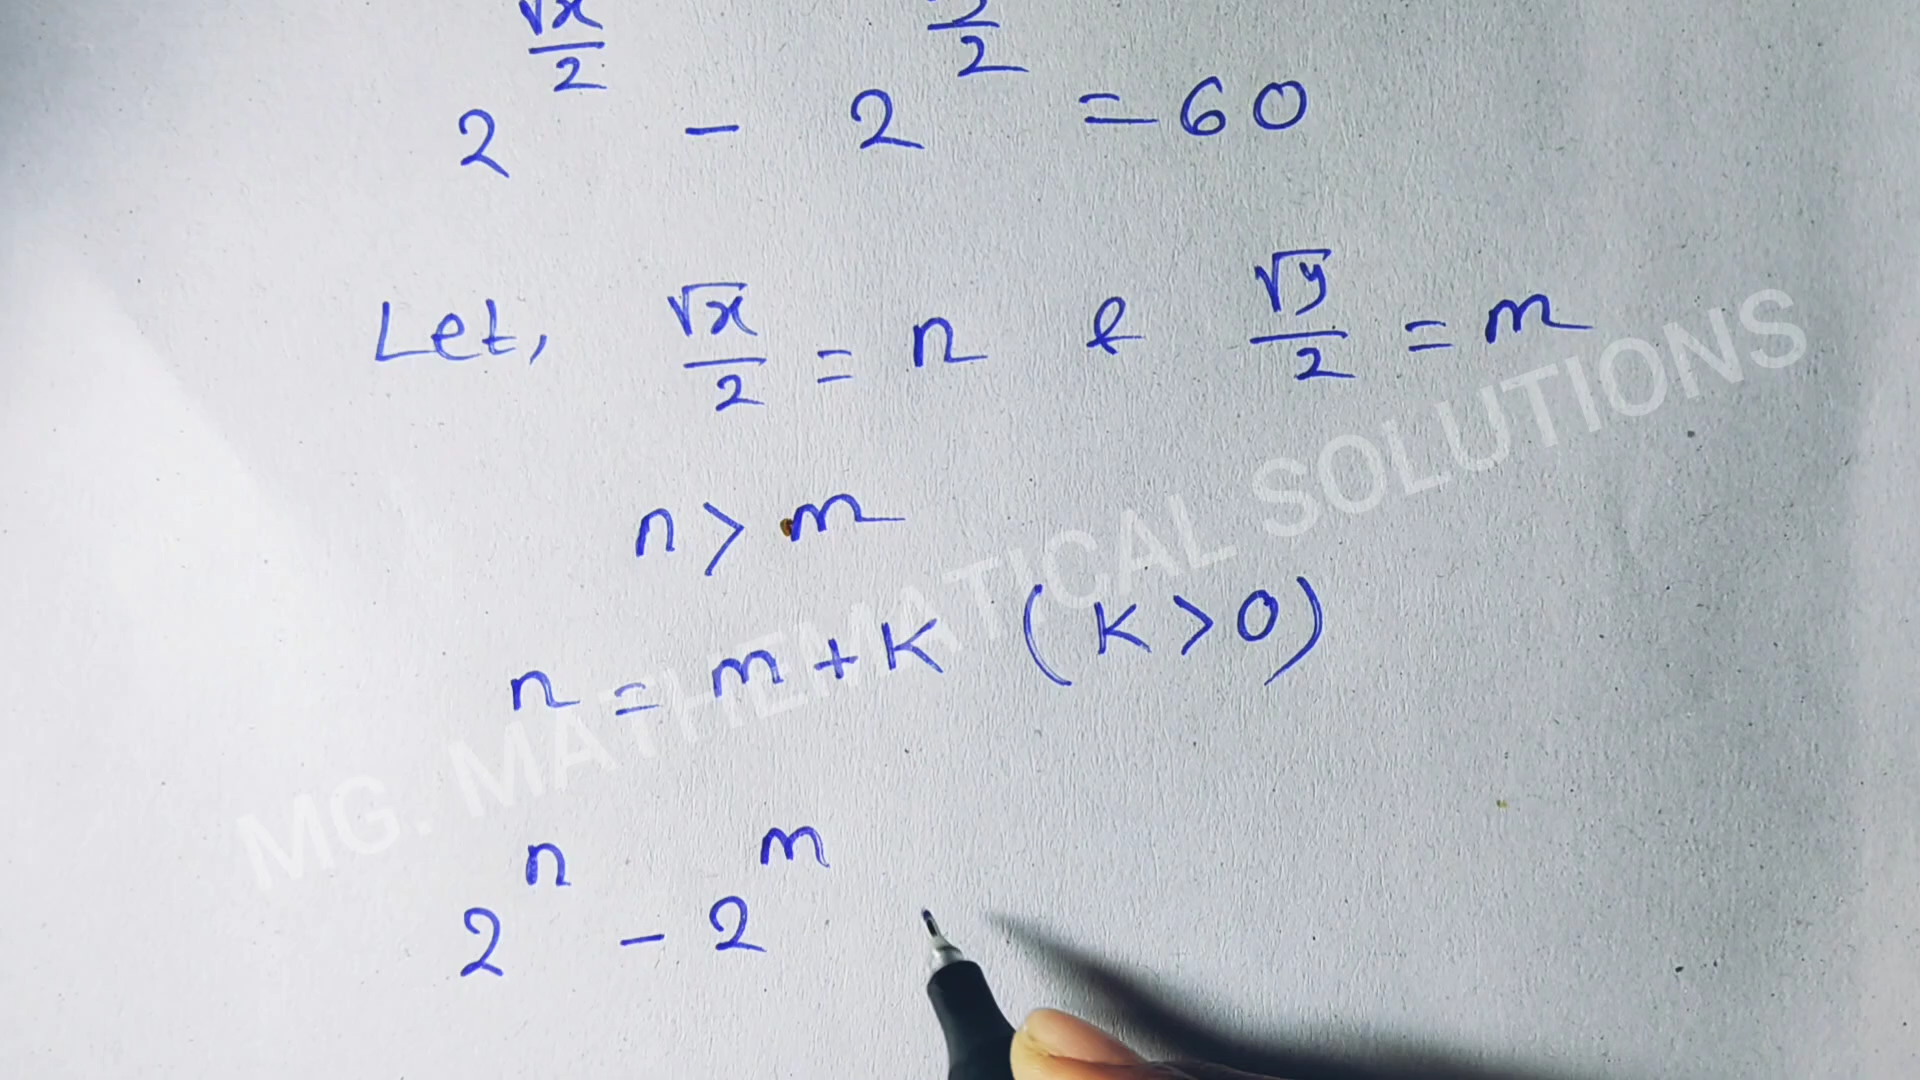 √x/2 /2
2 - 2 = 60
Let, √x/2 = n & √y/2 = m
n > m
n = m + K (K > 0)
2^n - 2^m
MG. MATHEMATICAL SOLUTIONS